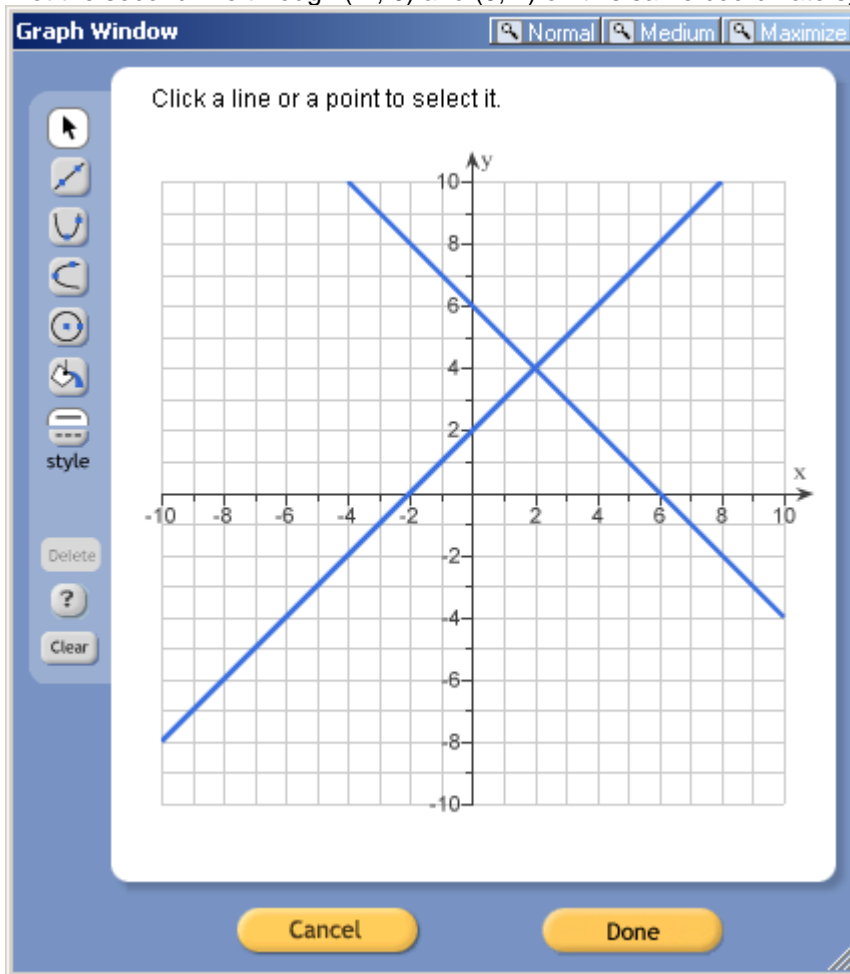 Graph Window Normal Medium Maximize
Click a line or a point to select it.
y
10
8
6
4
2
x
-10 -8 -6 -4 -2 2 4 6 8 10
-2
-4
-6
-8
-10
style
Delete
?
Clear
Cancel Done